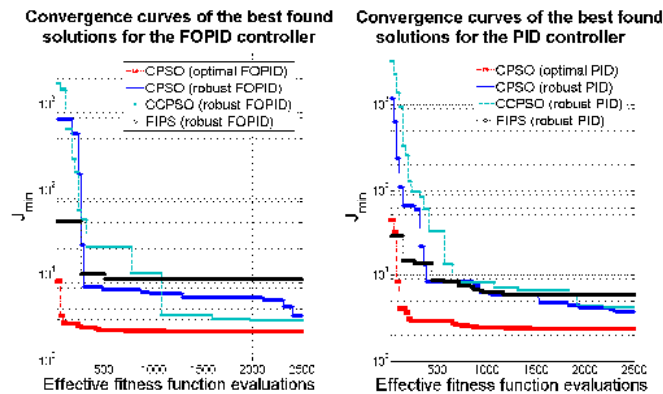 Convergence curves of the best found
solutions for the FOPID controller
CPSO (optimal FOPID)
CPSO (robust FOPID)
CCPSO (robust FOPID)
FIPS (robust FOPID)
J min
500
1000
1500
2000
2500
Effective fitness function evaluations
Convergence curves of the best found
solutions for the PID controller
CPSO (optimal PID)
CPSO (robust PID)
CCPSO (robust PID)
FIPS (robust PID)
J min
500
1000
1500
2000
2500
Effective fitness function evaluations